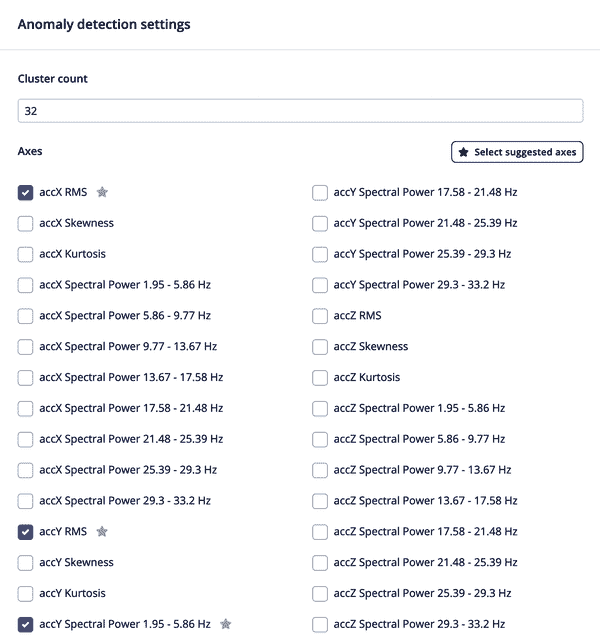 Anomaly detection settings
Cluster count
32
Axes
Select suggested axes
accX RMS
accX Skewness
accX Kurtosis
accX Spectral Power 1.95 - 5.86 Hz
accX Spectral Power 5.86 - 9.77 Hz
accX Spectral Power 9.77 - 13.67 Hz
accX Spectral Power 13.67 - 17.58 Hz
accX Spectral Power 17.58 - 21.48 Hz
accX Spectral Power 21.48 - 25.39 Hz
accX Spectral Power 25.39 - 29.3 Hz
accX Spectral Power 29.3 - 33.2 Hz
accY RMS
accY Skewness
accY Kurtosis
accY Spectral Power 1.95 - 5.86 Hz
accY Spectral Power 17.58 - 21.48 Hz
accY Spectral Power 21.48 - 25.39 Hz
accY Spectral Power 25.39 - 29.3 Hz
accY Spectral Power 29.3 - 33.2 Hz
accZ RMS
accZ Skewness
accZ Kurtosis
accZ Spectral Power 1.95 - 5.86 Hz
accZ Spectral Power 5.86 - 9.77 Hz
accZ Spectral Power 9.77 - 13.67 Hz
accZ Spectral Power 13.67 - 17.58 Hz
accZ Spectral Power 17.58 - 21.48 Hz
accZ Spectral Power 21.48 - 25.39 Hz
accZ Spectral Power 25.39 - 29.3 Hz
accZ Spectral Power 29.3 - 33.2 Hz